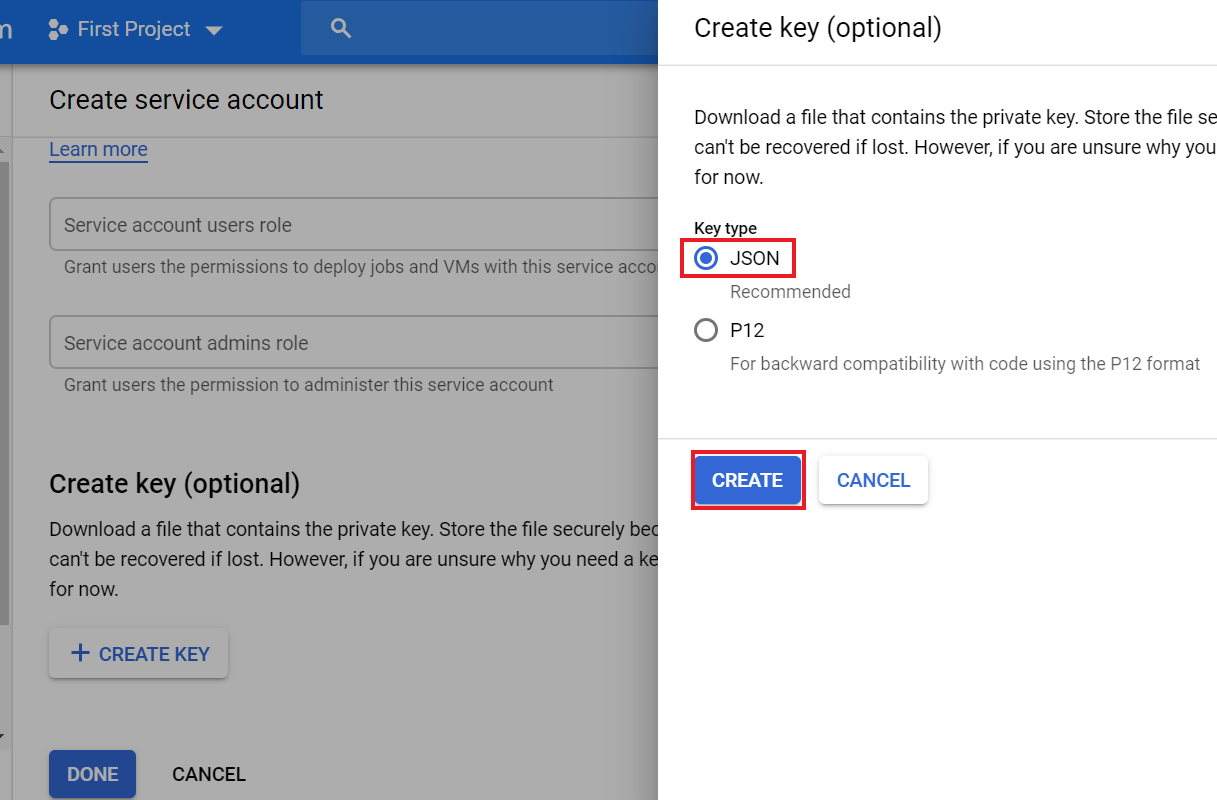 m
First Project
Create service account
Learn more
Service account users role
Grant users the permissions to deploy jobs and VMs with this service acco
Service account admins role
Grant users the permission to administer this service account
Create key (optional)
Download a file that contains the private key. Store the file securely bec
can't be recovered if lost. However, if you are unsure why you need a ke
for now.
+ CREATE KEY
DONE
CANCEL
Create key (optional)
Download a file that contains the private key. Store the file se
can't be recovered if lost. However, if you are unsure why you
for now.
Key type
JSON
Recommended
P12
For backward compatibility with code using the P12 format
CREATE
CANCEL